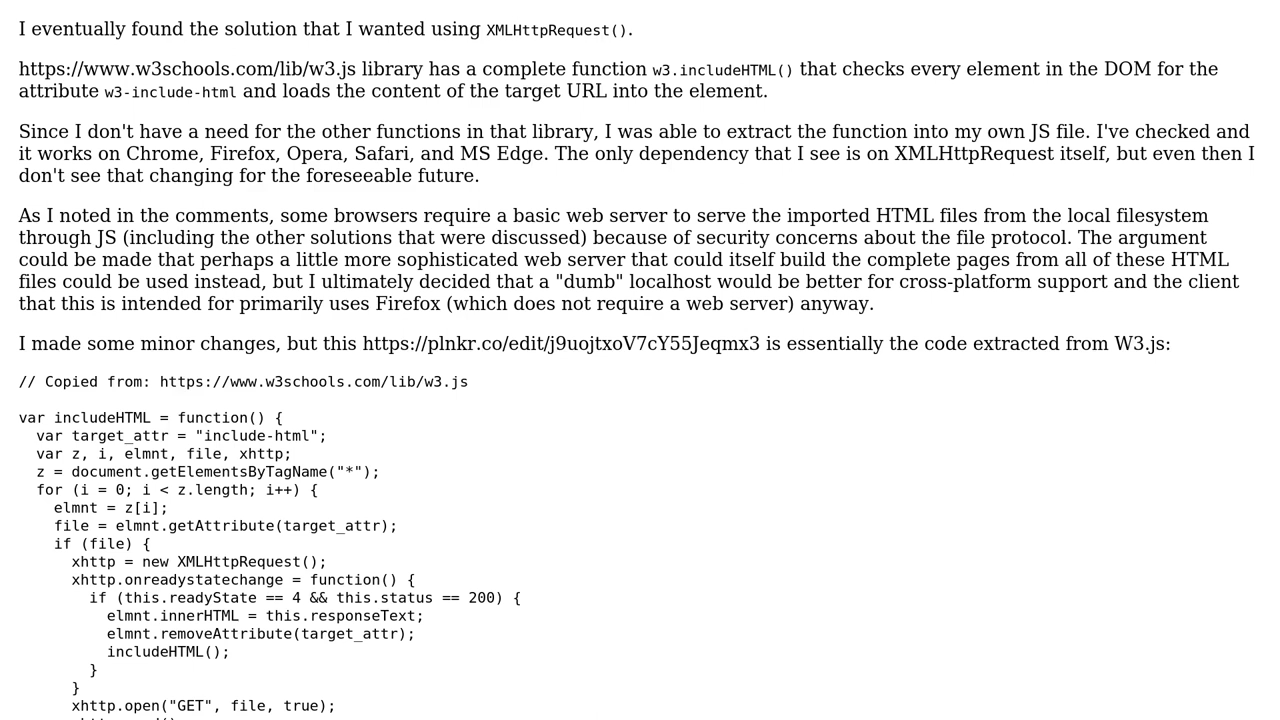 I eventually found the solution that I wanted using XMLHttpRequest().
https://www.w3schools.com/lib/w3.js library has a complete function w3.includeHTML() that checks every element in the DOM for the
attribute w3-include-html and loads the content of the target URL into the element.
Since I don't have a need for the other functions in that library, I was able to extract the function into my own JS file. I've checked and
it works on Chrome, Firefox, Opera, Safari, and MS Edge. The only dependency that I see is on XMLHttpRequest itself, but even then I
don't see that changing for the foreseeable future.
As I noted in the comments, some browsers require a basic web server to serve the imported HTML files from the local filesystem
through JS (including the other solutions that were discussed) because of security concerns about the file protocol. The argument
could be made that perhaps a little more sophisticated web server that could itself build the complete pages from all of these HTML
files could be used instead, but I ultimately decided that a "dumb" localhost would be better for cross-platform support and the client
that this is intended for primarily uses Firefox (which does not require a web server) anyway.
I made some minor changes, but this https://plnkr.co/edit/j9uojtxoV7cY55Jeqmx3 is essentially the code extracted from W3.js:
// Copied from: https://www.w3schools.com/lib/w3.js
var includeHTML = function() {
  var target_attr = "include-html";
  var z, i, elmnt, file, xhttp;
  z = document.getElementsByTagName("*");
  for (i = 0; i < z.length; i++) {
    elmnt = z[i];
    file = elmnt.getAttribute(target_attr);
    if (file) {
      xhttp = new XMLHttpRequest();
      xhttp.onreadystatechange = function() {
        if (this.readyState == 4 && this.status == 200) {
          elmnt.innerHTML = this.responseText;
          elmnt.removeAttribute(target_attr);
          includeHTML();
        }
      }
      xhttp.open("GET", file, true);